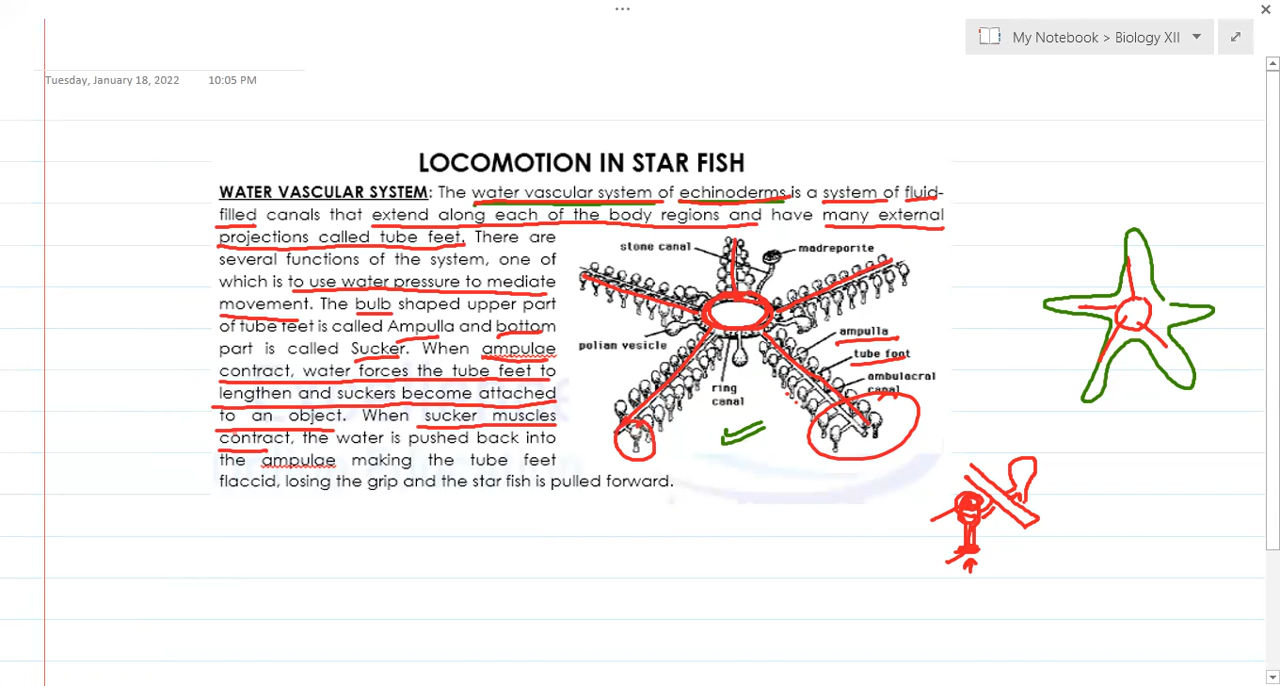 My Notebook > Biology XII
Tuesday, January 18, 2022 10:05 PM
LOCOMOTION IN STAR FISH
WATER VASCULAR SYSTEM: The water vascular system of echinoderms is a system of fluid-
filled canals that extend along each of the body regions and have many external
projections called tube feet. There are
several functions of the system, one of
which is to use water pressure to mediate
movement. The bulb shaped upper part
of tube feet is called Ampulla and bottom
part is called Sucker. When ampulae
contract, water forces the tube feet to
lengthen and suckers become attached
to an object. When sucker muscles
contract, the water is pushed back into
the ampulae making the tube feet
flaccid, losing the grip and the star fish is pulled forward.
stone canal
madreporite
polian vesicle
ampulla
tube foot
ambulacral
canal
ring
canal